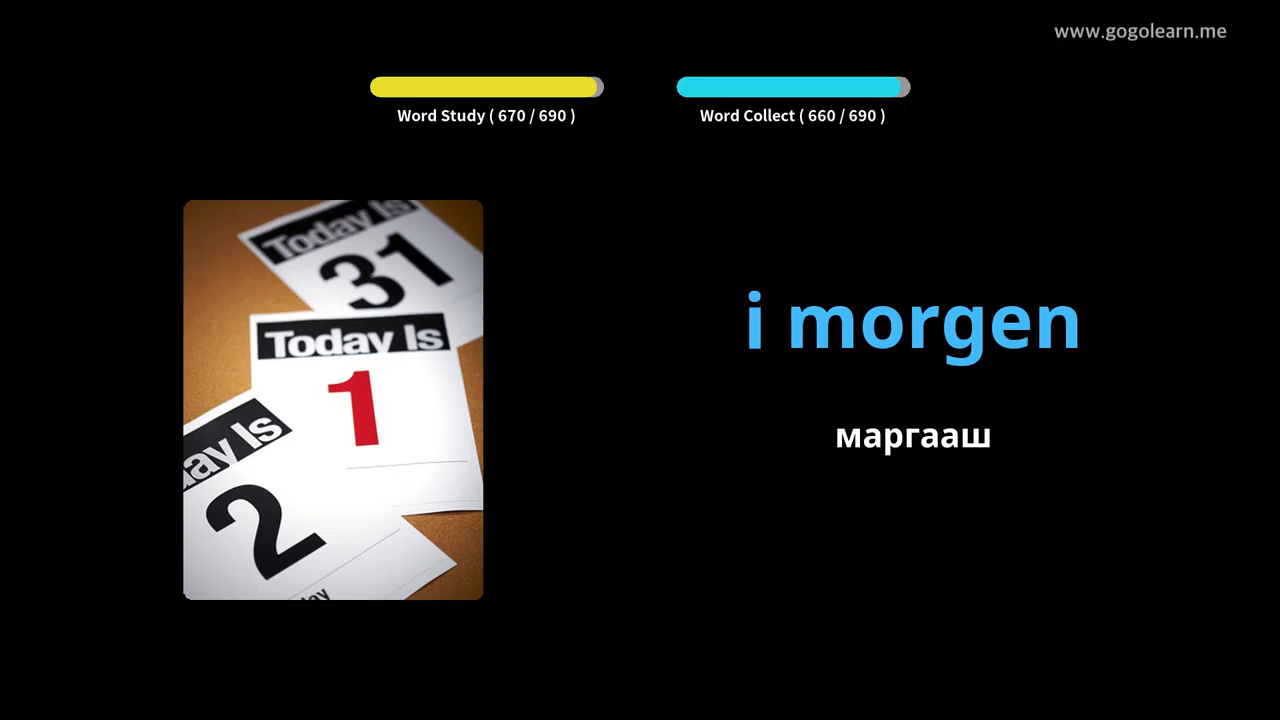 www.gogolearn.me
Word Study ( 670 / 690 )
Word Collect ( 660 / 690 )
Today Is
31
Today Is
1
ay Is
2
ay
i morgen
маргааш